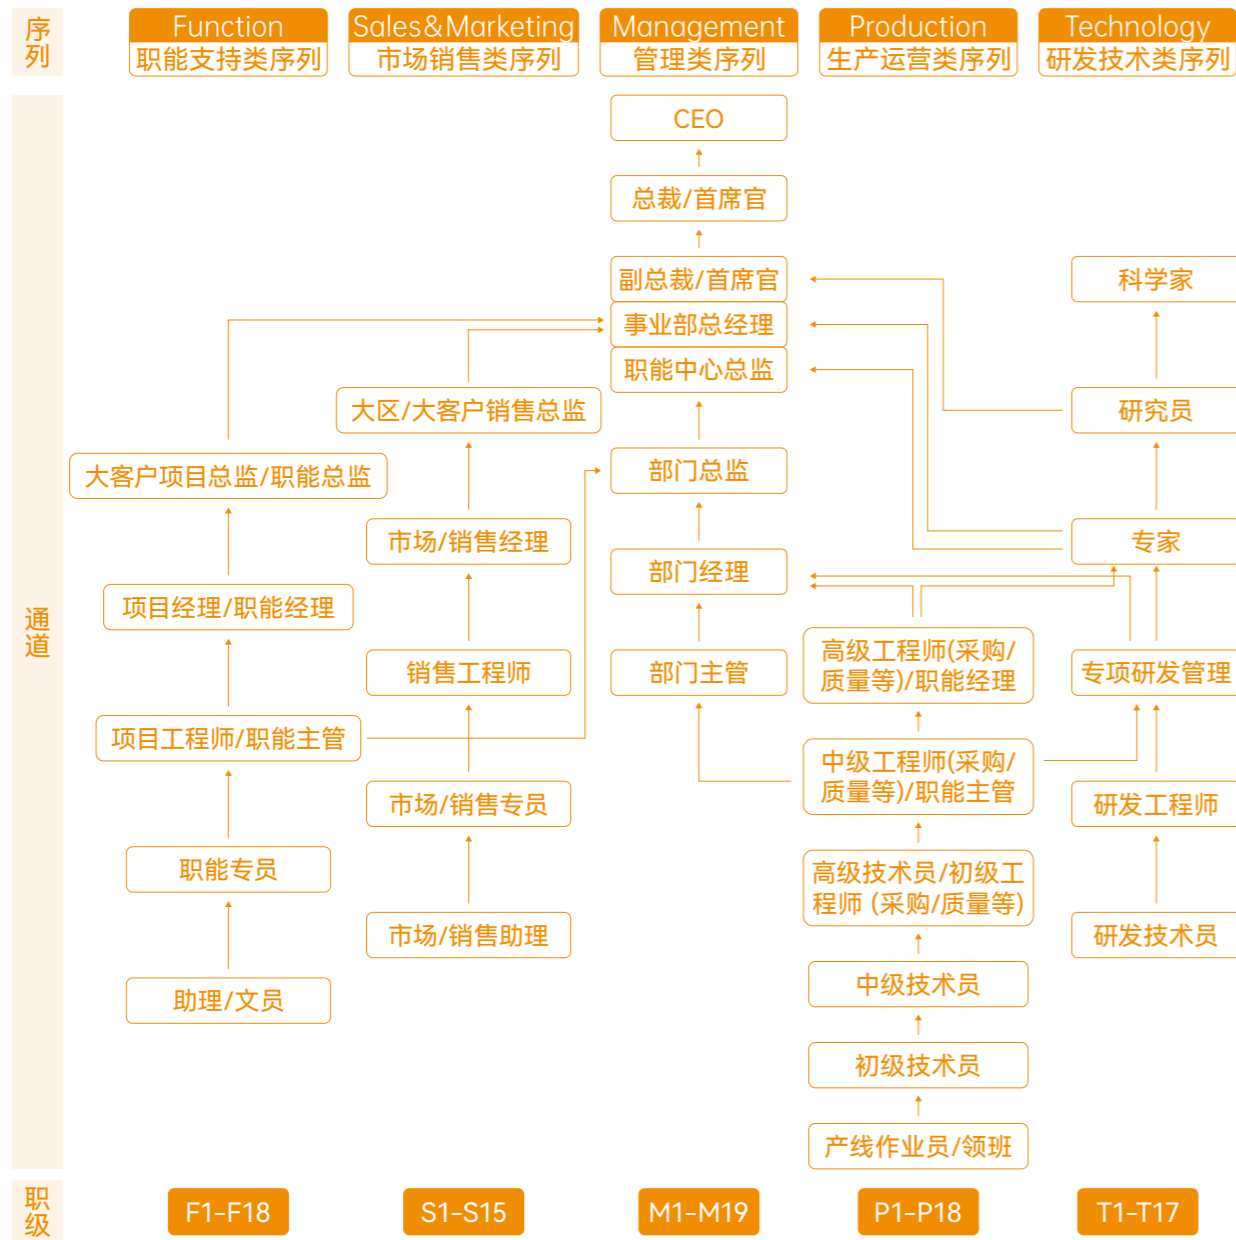 序
列
Function
职能支持类序列
Sales&Marketing
市场销售类序列
Management
管理类序列
Production
生产运营类序列
Technology
研发技术类序列
通
道
大客户项目总监/职能总监
项目经理/职能经理
项目工程师/职能主管
职能专员
助理/文员
大区/大客户销售总监
市场/销售经理
销售工程师
市场/销售专员
市场/销售助理
CEO
总裁/首席官
副总裁/首席官
事业部总经理
职能中心总监
部门总监
部门经理
部门主管
高级工程师(采购/
质量等)/职能经理
中级工程师(采购/
质量等)/职能主管
高级技术员/初级工
程师 (采购/质量等)
中级技术员
初级技术员
产线作业员/领班
科学家
研究员
专家
专项研发管理
研发工程师
研发技术员
职
级
F1-F18
S1-S15
M1-M19
P1-P18
T1-T17